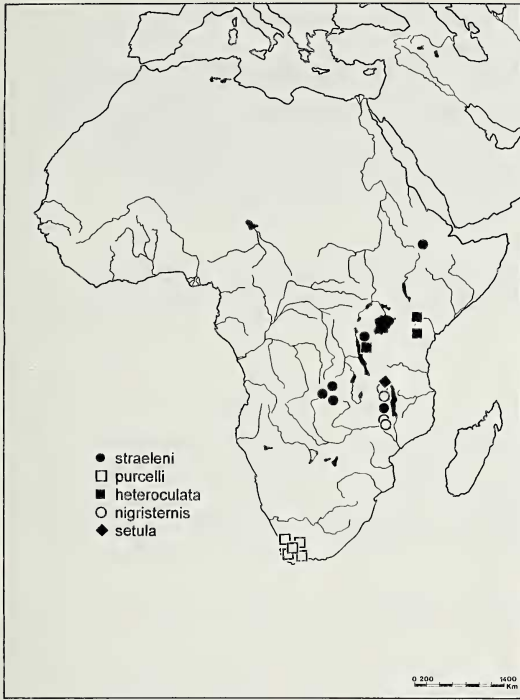 straeleni
purcelli
heteroculata
nigristernis
setula
0 200 1400
Km